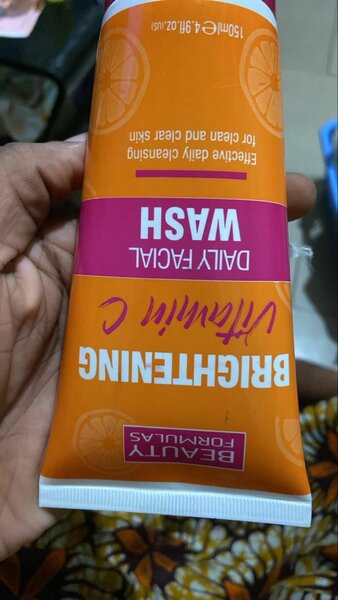 BEAUTY
FORMULAS
BRIGHTENING
Vitamin C
DAILY FACIAL
WASH
Effective daily cleansing
for clean and clear skin
150ml e 4.9fl.oz.(US)